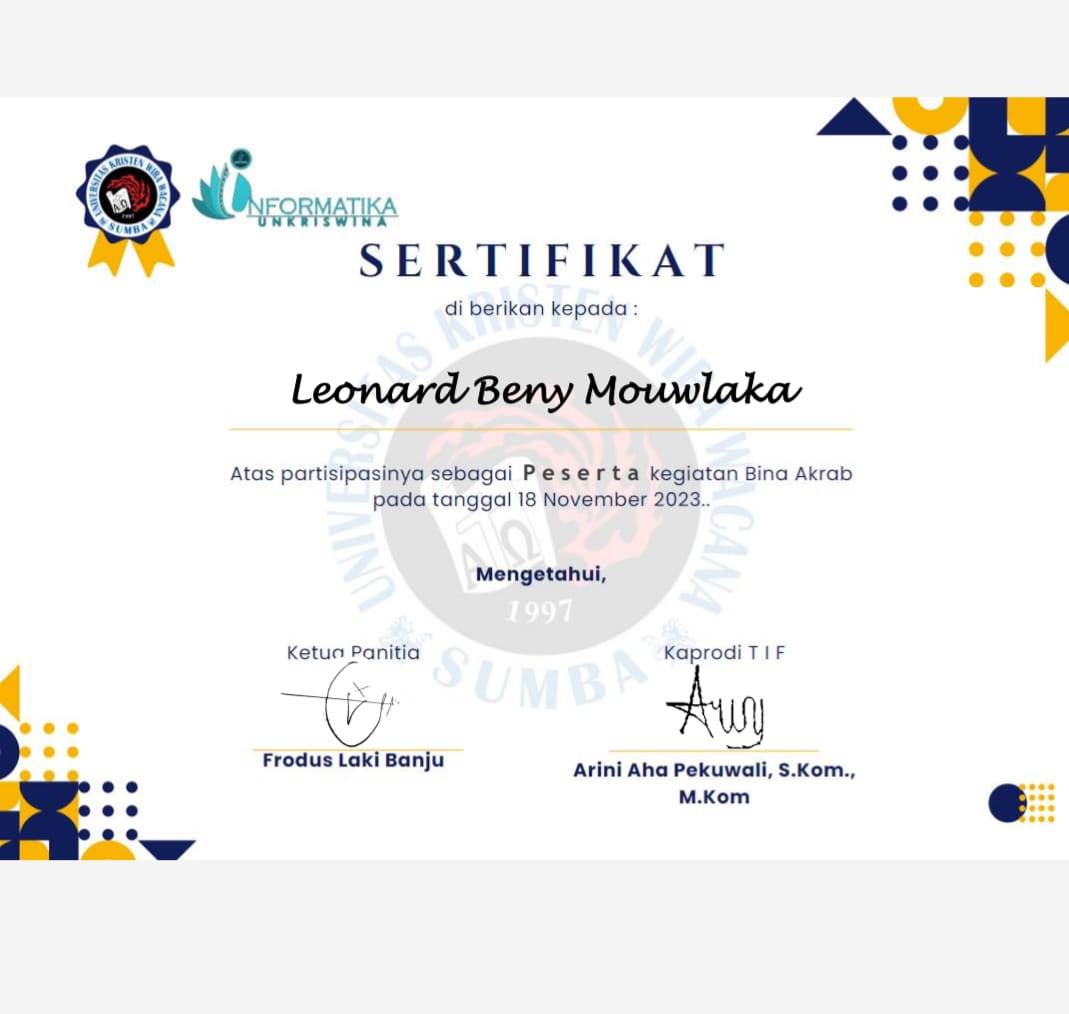 UNIVERSITAS KRISTEN WIRA WACANA
SUMBA
1997
INFORMATIKA
UNKRISWINA
SERTIFIKAT
di berikan kepada :
Leonard Beny Mouwlaka
Atas partisipasinya sebagai Peserta kegiatan Bina Akrab
pada tanggal 18 November 2023..
Mengetahui,
UNIVERSITAS KRISTEN WIRA WACANA
ΑΩ
1997
SUMBA
Ketua Panitia
Kaprodi T I F
Frodus Laki Banju
Arini Aha Pekuwali, S.Kom.,
M.Kom